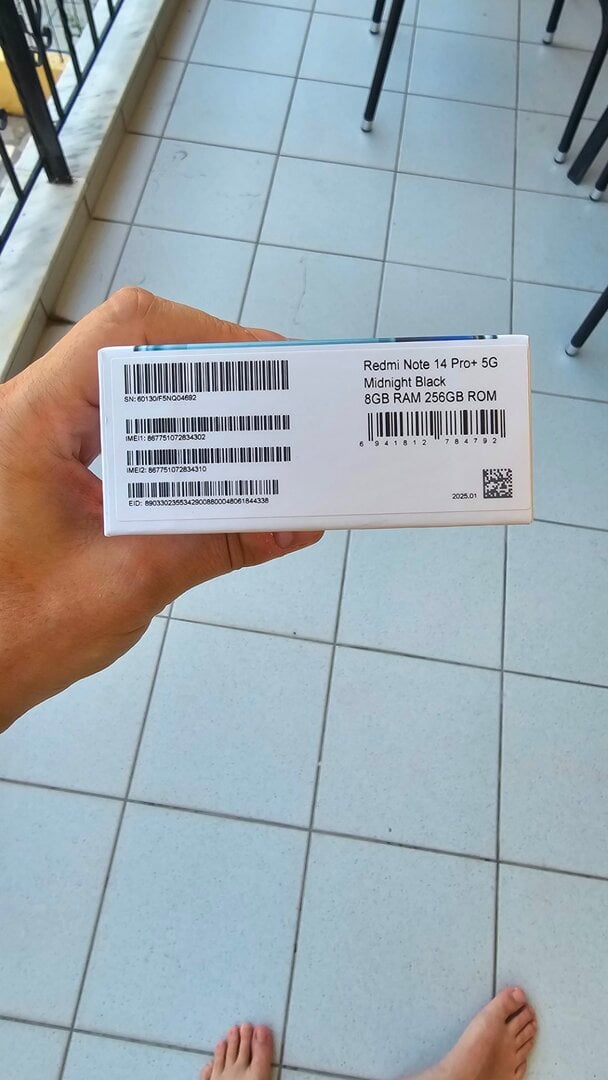 SN: 60130/F5NQ04692
IMEI1: 867751072834302
IMEI2: 867751072834310
EID: 89033023553429008800048061844338
Redmi Note 14 Pro+ 5G
Midnight Black
8GB RAM 256GB ROM
6 941812 784792
2025.01